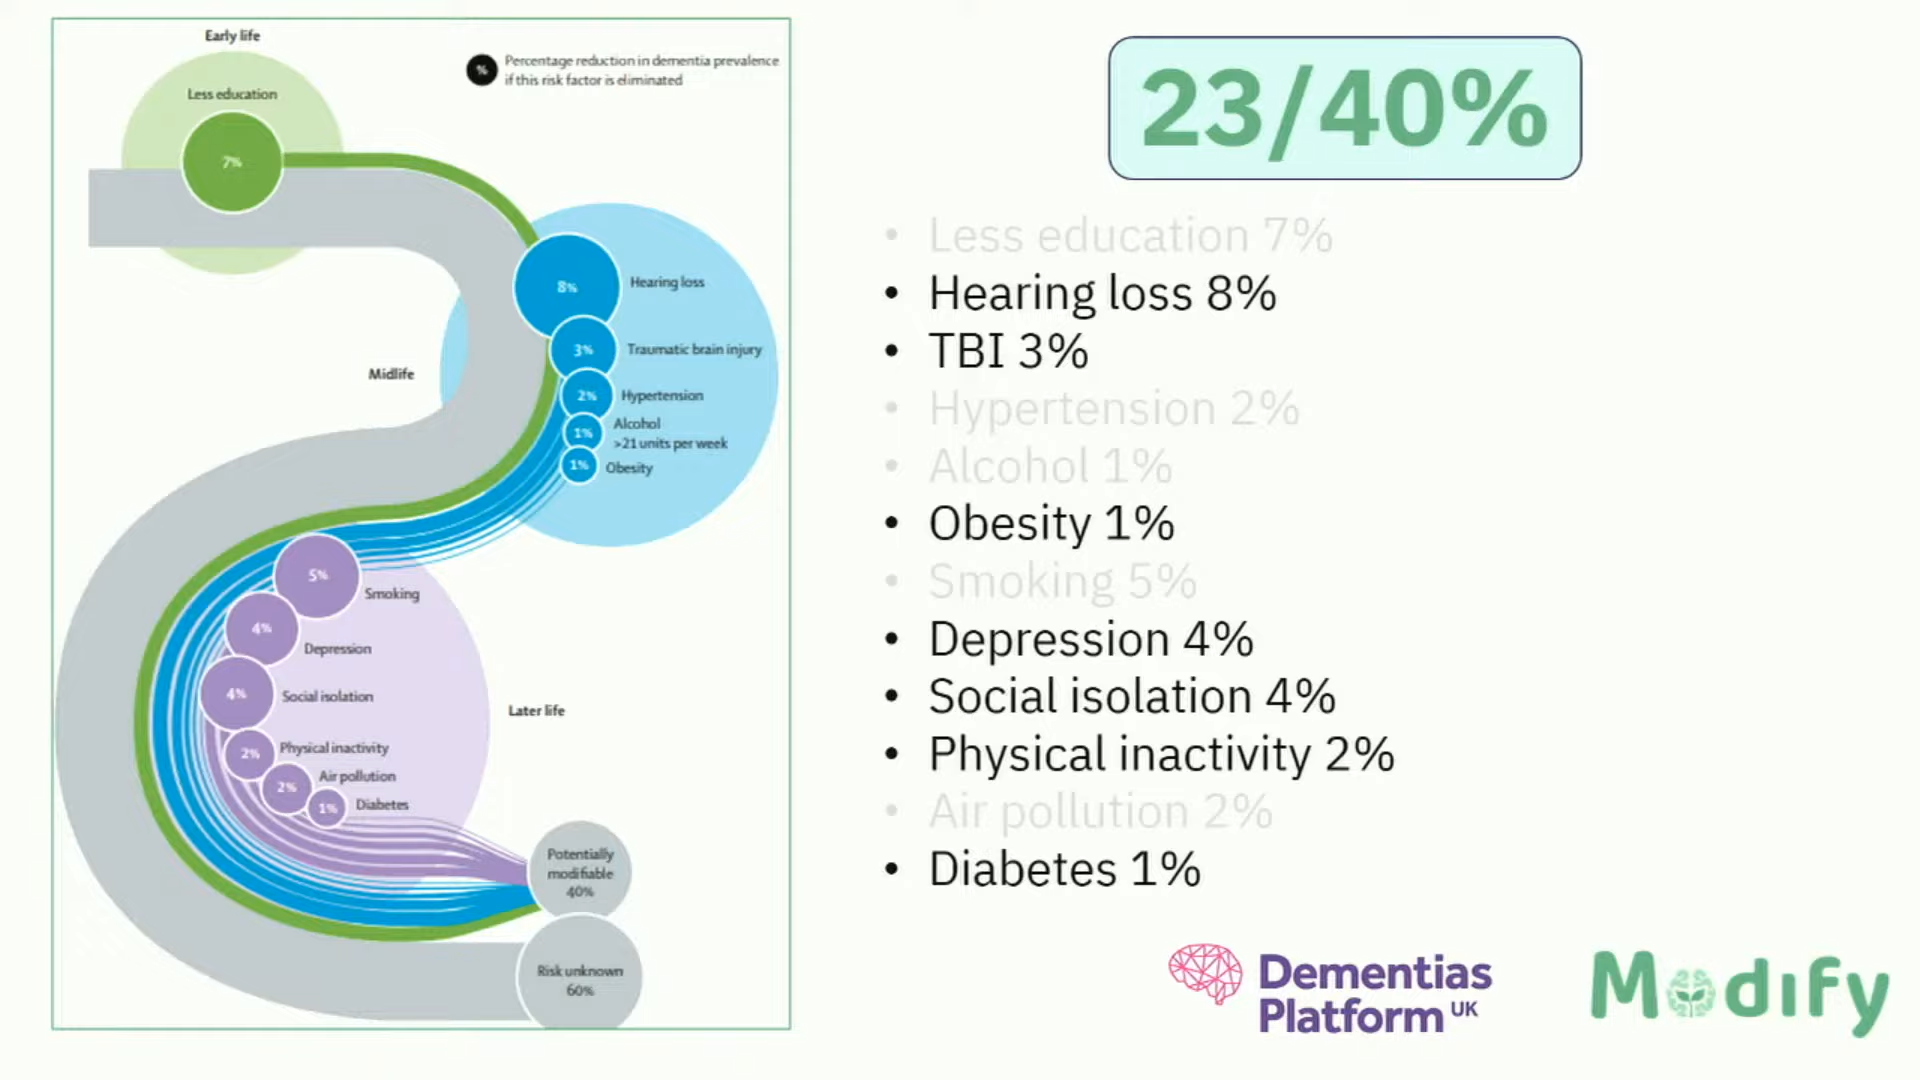 Early life
% Percentage reduction in dementia prevalence
if this risk factor is eliminated
Less education
7%
8% Hearing loss
3% Traumatic brain injury
Midlife
2% Hypertension
1% Alcohol
>21 units per week
1% Obesity
5% Smoking
4% Depression
4% Social isolation
Later life
2% Physical inactivity
2% Air pollution
1% Diabetes
Potentially
modifiable
40%
Risk unknown
60%
23/40%
• Less education 7%
• Hearing loss 8%
• TBI 3%
• Hypertension 2%
• Alcohol 1%
• Obesity 1%
• Smoking 5%
• Depression 4%
• Social isolation 4%
• Physical inactivity 2%
• Air pollution 2%
• Diabetes 1%
Dementias
Platform UK
Modify